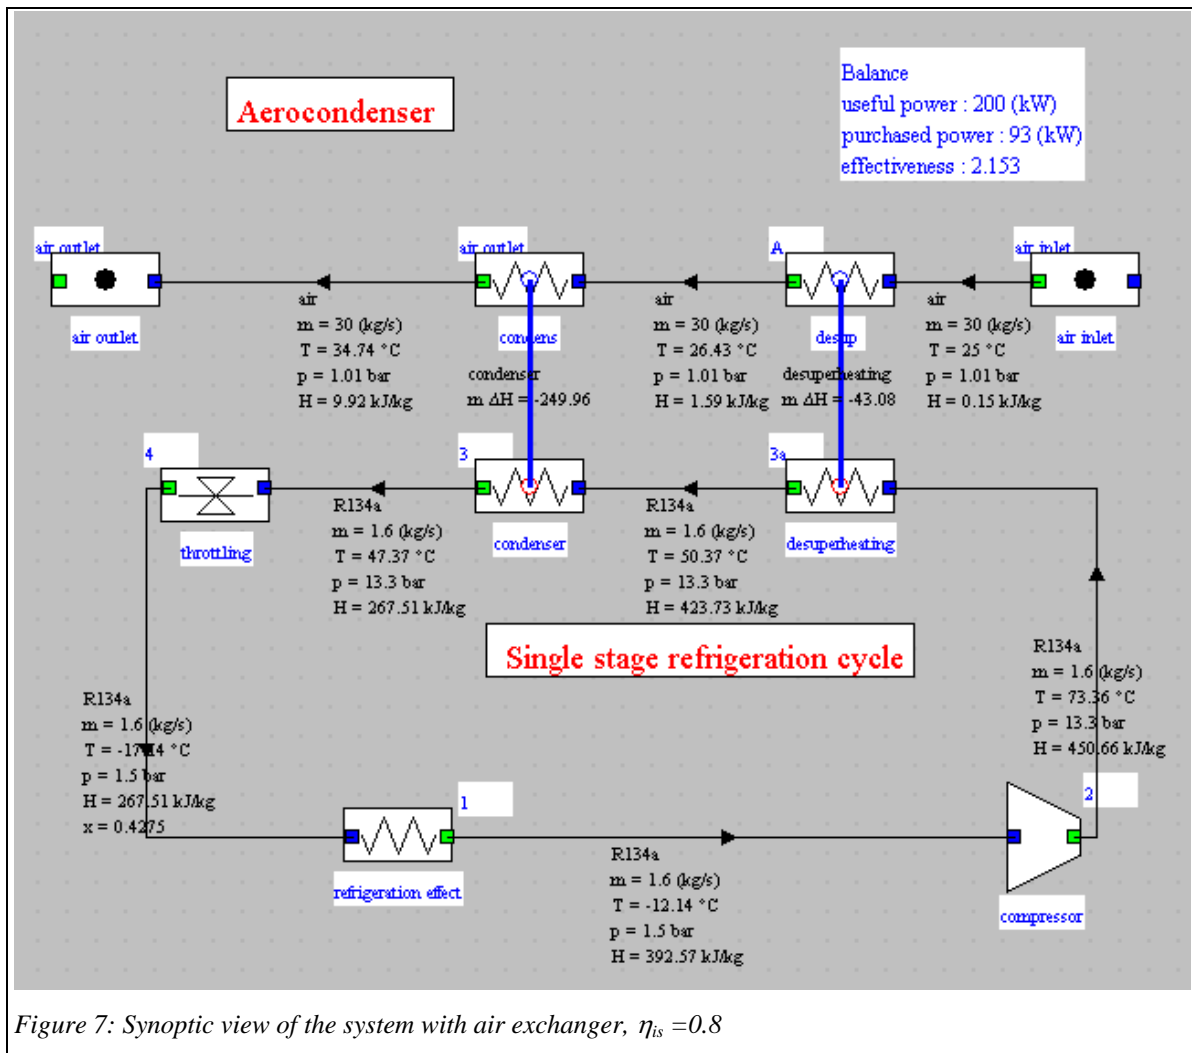 Aerocondenser
Balance
useful power : 200 (kW)
purchased power : 93 (kW)
effectiveness : 2.153
air outlet
air outlet
A
air inlet
air outlet
condens
desup
air inlet
air
m = 30 (kg/s)
T = 34.74 °C
p = 1.01 bar
H = 9.92 kJ/kg
condenser
m ΔH = -249.96
air
m = 30 (kg/s)
T = 26.43 °C
p = 1.01 bar
H = 1.59 kJ/kg
desuperheating
m ΔH = -43.08
air
m = 30 (kg/s)
T = 25 °C
p = 1.01 bar
H = 0.15 kJ/kg
4
3
3a
throttling
condenser
desuperheating
R134a
m = 1.6 (kg/s)
T = 47.37 °C
p = 13.3 bar
H = 267.51 kJ/kg
R134a
m = 1.6 (kg/s)
T = 50.37 °C
p = 13.3 bar
H = 423.73 kJ/kg
Single stage refrigeration cycle
R134a
m = 1.6 (kg/s)
T = 73.36 °C
p = 13.3 bar
H = 450.66 kJ/kg
R134a
m = 1.6 (kg/s)
T = -17.14 °C
p = 1.5 bar
H = 267.51 kJ/kg
x = 0.4275
1
2
refrigeration effect
R134a
m = 1.6 (kg/s)
T = -12.14 °C
p = 1.5 bar
H = 392.57 kJ/kg
compressor
Figure 7: Synoptic view of the system with air exchanger, ηis =0.8